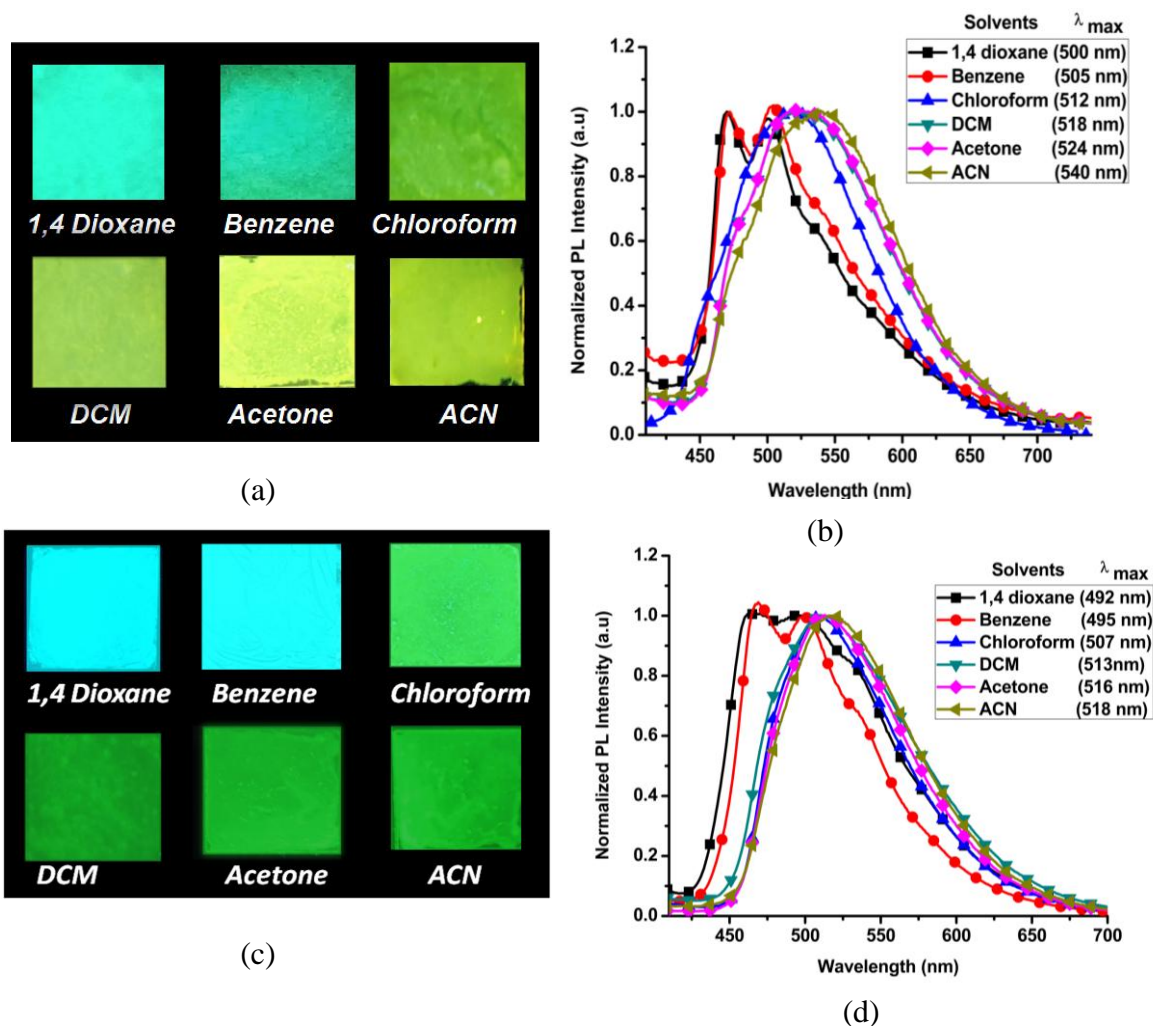 1,4 Dioxane Benzene Chloroform
DCM Acetone ACN
(a)
Solvents λ max
1,4 dioxane (500 nm)
Benzene (505 nm)
Chloroform (512 nm)
DCM (518 nm)
Acetone (524 nm)
ACN (540 nm)
Normalized PL Intensity (a.u)
1.2
1.0
0.8
0.6
0.4
0.2
0.0
450 500 550 600 650 700
Wavelength (nm)
(b)
1,4 Dioxane Benzene Chloroform
DCM Acetone ACN
(c)
Solvents λ max
1,4 dioxane (492 nm)
Benzene (495 nm)
Chloroform (507 nm)
DCM (513nm)
Acetone (516 nm)
ACN (518 nm)
Normalized PL Intensity (a.u)
1.2
1.0
0.8
0.6
0.4
0.2
0.0
450 500 550 600 650 700
Wavelength (nm)
(d)